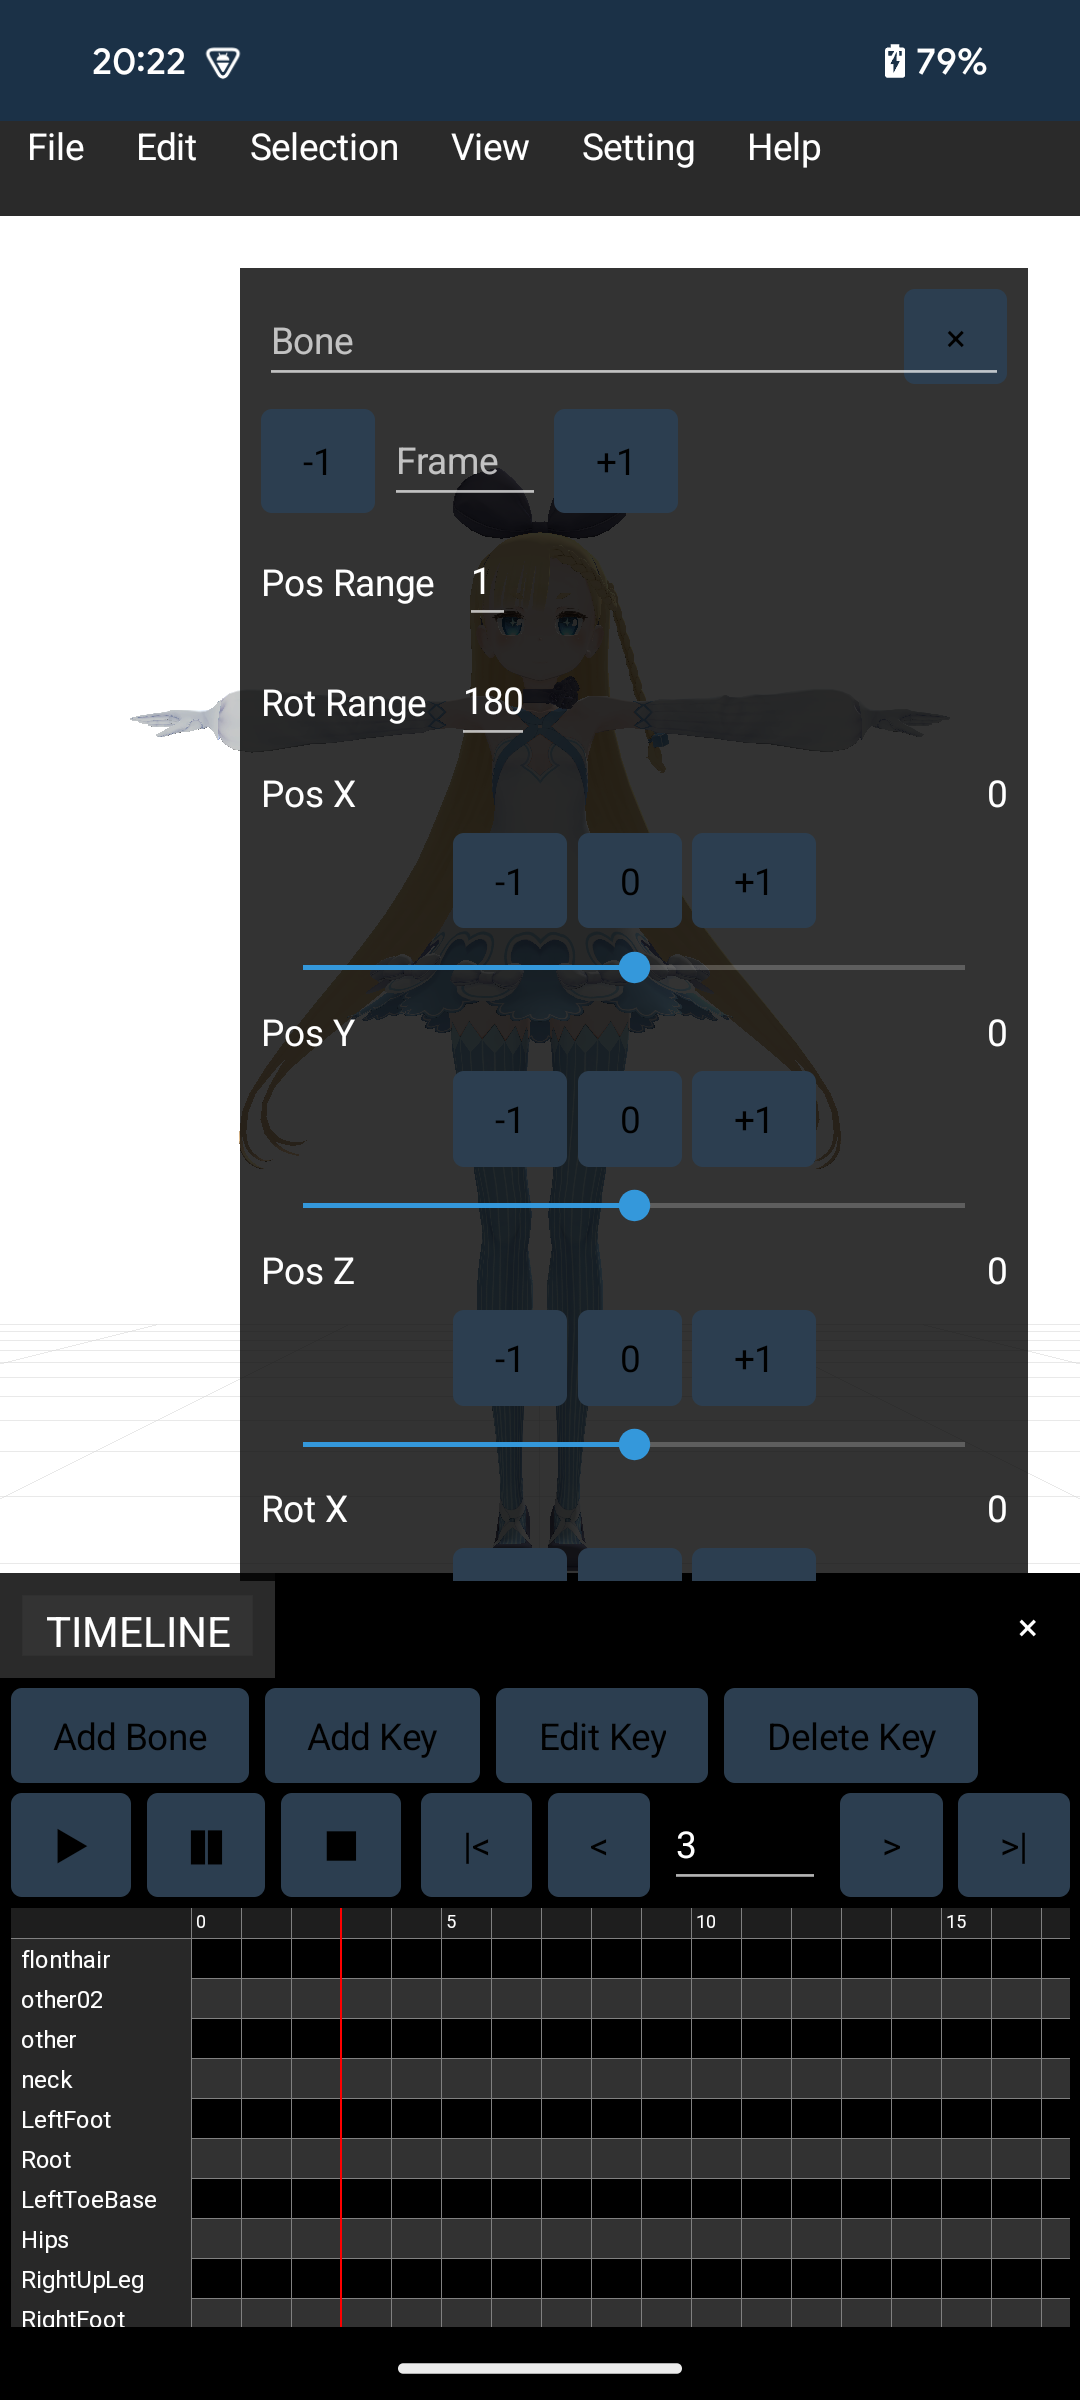 20:22 79%
File Edit Selection View Setting Help
Bone ×
-1 Frame +1
Pos Range 1
Rot Range 180
Pos X 0
-1 0 +1
Pos Y 0
-1 0 +1
Pos Z 0
-1 0 +1
Rot X 0
TIMELINE ×
Add Bone Add Key Edit Key Delete Key
|< < 3 > >|
0 5 10 15
flonthair
other02
other
neck
LeftFoot
Root
LeftToeBase
Hips
RightUpLeg
RightFoot